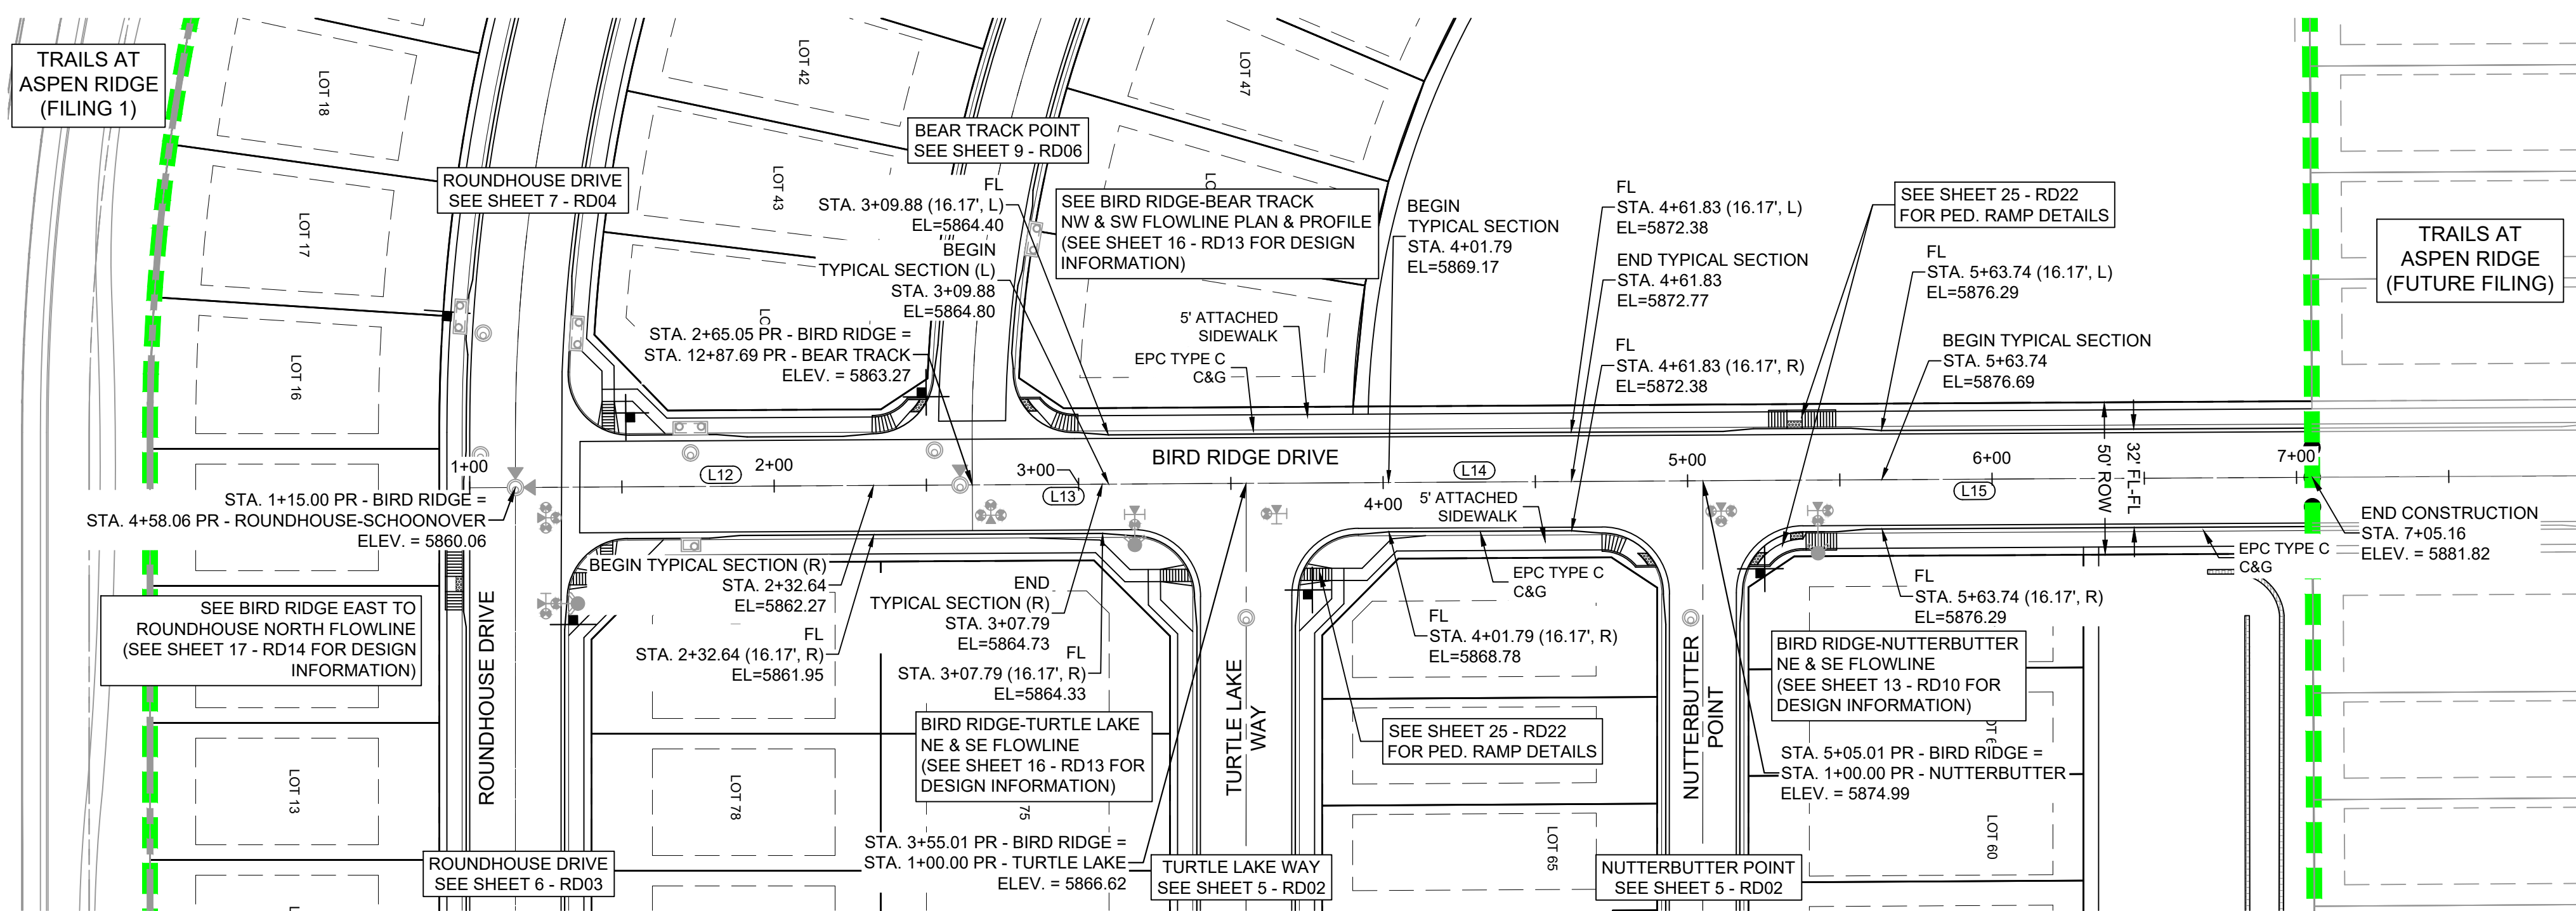 TRAILS AT
ASPEN RIDGE
(FILING 1)
LOT 18
LOT 17
LOT 16
LOT 13
ROUNDHOUSE DRIVE
SEE SHEET 7 - RD04
LOT 42
LOT 43
LOT 47
BEAR TRACK POINT
SEE SHEET 9 - RD06
FL
STA. 3+09.88 (16.17', L)
EL=5864.40
BEGIN
TYPICAL SECTION (L)
STA. 3+09.88
EL=5864.80
STA. 2+65.05 PR - BIRD RIDGE =
STA. 12+87.69 PR - BEAR TRACK
ELEV. = 5863.27
SEE BIRD RIDGE-BEAR TRACK
NW & SW FLOWLINE PLAN & PROFILE
(SEE SHEET 16 - RD13 FOR DESIGN
INFORMATION)
5' ATTACHED
SIDEWALK
EPC TYPE C
C&G
BEGIN
TYPICAL SECTION
STA. 4+01.79
EL=5869.17
FL
STA. 4+61.83 (16.17', L)
EL=5872.38
END TYPICAL SECTION
STA. 4+61.83
EL=5872.77
FL
STA. 4+61.83 (16.17', R)
EL=5872.38
SEE SHEET 25 - RD22
FOR PED. RAMP DETAILS
FL
STA. 5+63.74 (16.17', L)
EL=5876.29
BEGIN TYPICAL SECTION
STA. 5+63.74
EL=5876.69
TRAILS AT
ASPEN RIDGE
(FUTURE FILING)
1+00
2+00
3+00
4+00
5+00
6+00
7+00
L12
L13
L14
L15
BIRD RIDGE DRIVE
50' ROW
32' FL-FL
STA. 1+15.00 PR - BIRD RIDGE =
STA. 4+58.06 PR - ROUNDHOUSE-SCHOONOVER
ELEV. = 5860.06
5' ATTACHED
SIDEWALK
END CONSTRUCTION
STA. 7+05.16
ELEV. = 5881.82
EPC TYPE C
C&G
BEGIN TYPICAL SECTION (R)
STA. 2+32.64
EL=5862.27
FL
STA. 2+32.64 (16.17', R)
EL=5861.95
END
TYPICAL SECTION (R)
STA. 3+07.79
EL=5864.73
FL
STA. 3+07.79 (16.17', R)
EL=5864.33
EPC TYPE C
C&G
FL
STA. 4+01.79 (16.17', R)
EL=5868.78
FL
STA. 5+63.74 (16.17', R)
EL=5876.29
SEE BIRD RIDGE EAST TO
ROUNDHOUSE NORTH FLOWLINE
(SEE SHEET 17 - RD14 FOR DESIGN
INFORMATION)
ROUNDHOUSE DRIVE
BIRD RIDGE-TURTLE LAKE
NE & SE FLOWLINE
(SEE SHEET 16 - RD13 FOR
DESIGN INFORMATION)
TURTLE LAKE
WAY
SEE SHEET 25 - RD22
FOR PED. RAMP DETAILS
NUTTERBUTTER
POINT
BIRD RIDGE-NUTTERBUTTER
NE & SE FLOWLINE
(SEE SHEET 13 - RD10 FOR
DESIGN INFORMATION)
STA. 5+05.01 PR - BIRD RIDGE =
STA. 1+00.00 PR - NUTTERBUTTER
ELEV. = 5874.99
LOT 78
75
LOT 65
LOT 60
STA. 3+55.01 PR - BIRD RIDGE =
STA. 1+00.00 PR - TURTLE LAKE
ELEV. = 5866.62
ROUNDHOUSE DRIVE
SEE SHEET 6 - RD03
TURTLE LAKE WAY
SEE SHEET 5 - RD02
NUTTERBUTTER POINT
SEE SHEET 5 - RD02